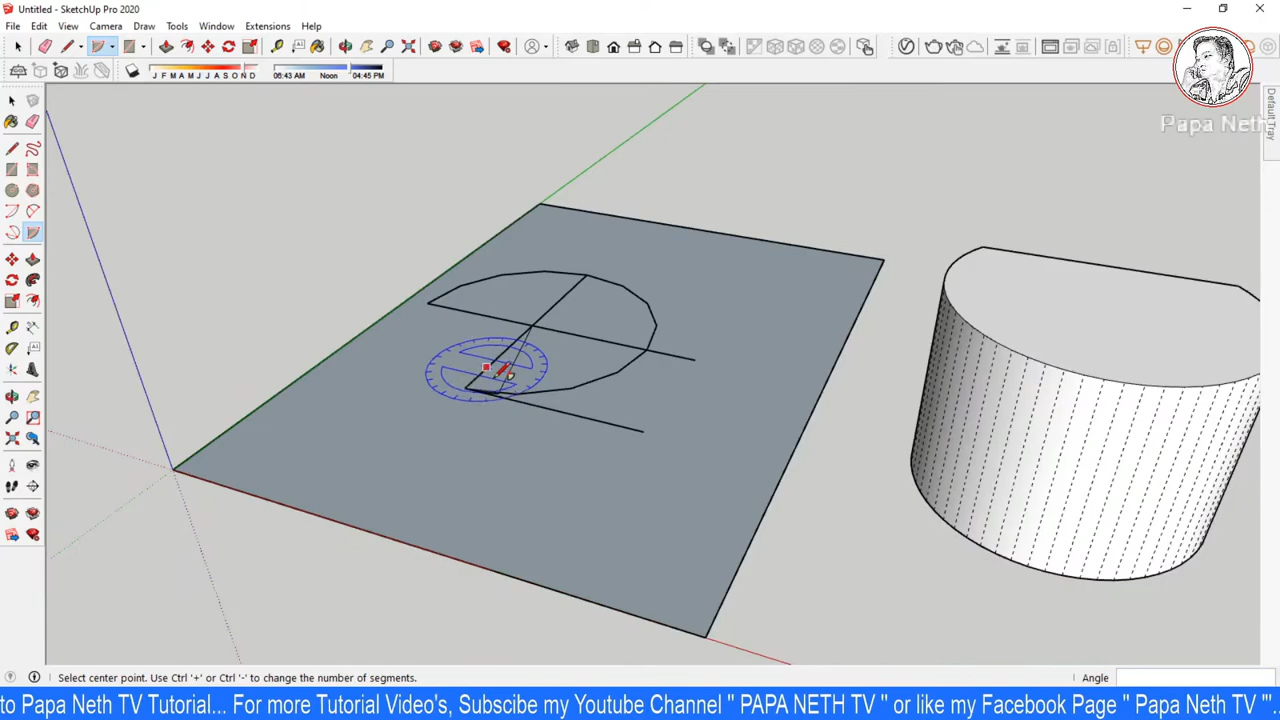 Untitled - SketchUp Pro 2020
File Edit View Camera Draw Tools Window Extensions Help
J F M A M J J A S O N D 06:43 AM Noon 04:45 PM
Papa Neth
Default Tray
Select center point. Use Ctrl '+' or Ctrl '-' to change the number of segments.
Angle
to Papa Neth TV Tutorial... For more Tutorial Video's, Subscibe my Youtube Channel " PAPA NETH TV " or like my Facebook Page " Papa Neth TV "'..